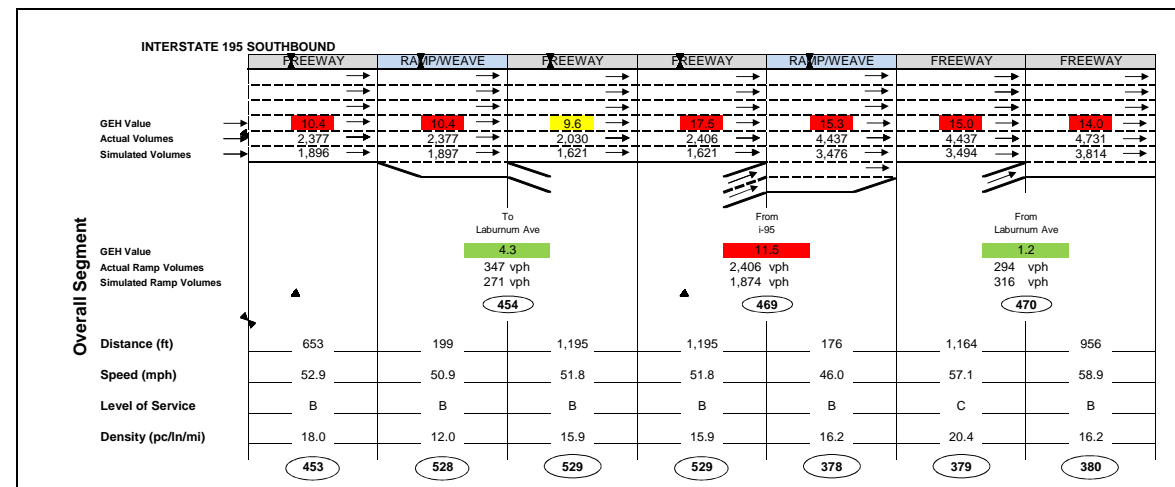 INTERSTATE 195 SOUTHBOUND
FREEWAY RAMP/WEAVE FREEWAY FREEWAY RAMP/WEAVE FREEWAY FREEWAY
GEH Value 10.4 10.4 9.6 17.5 15.3 15.0 14.0
Actual Volumes 2,377 2,377 2,030 2,406 4,437 4,437 4,731
Simulated Volumes 1,896 1,897 1,621 1,621 3,476 3,494 3,814
To From From
Laburnum Ave i-95 Laburnum Ave
GEH Value 4.3 11.5 1.2
Actual Ramp Volumes 347 vph 2,406 vph 294 vph
Simulated Ramp Volumes 271 vph 1,874 vph 316 vph
454 469 470
Overall Segment
Distance (ft) 653 199 1,195 1,195 176 1,164 956
Speed (mph) 52.9 50.9 51.8 51.8 46.0 57.1 58.9
Level of Service B B B B B C B
Density (pc/ln/mi) 18.0 12.0 15.9 15.9 16.2 20.4 16.2
453 528 529 529 378 379 380